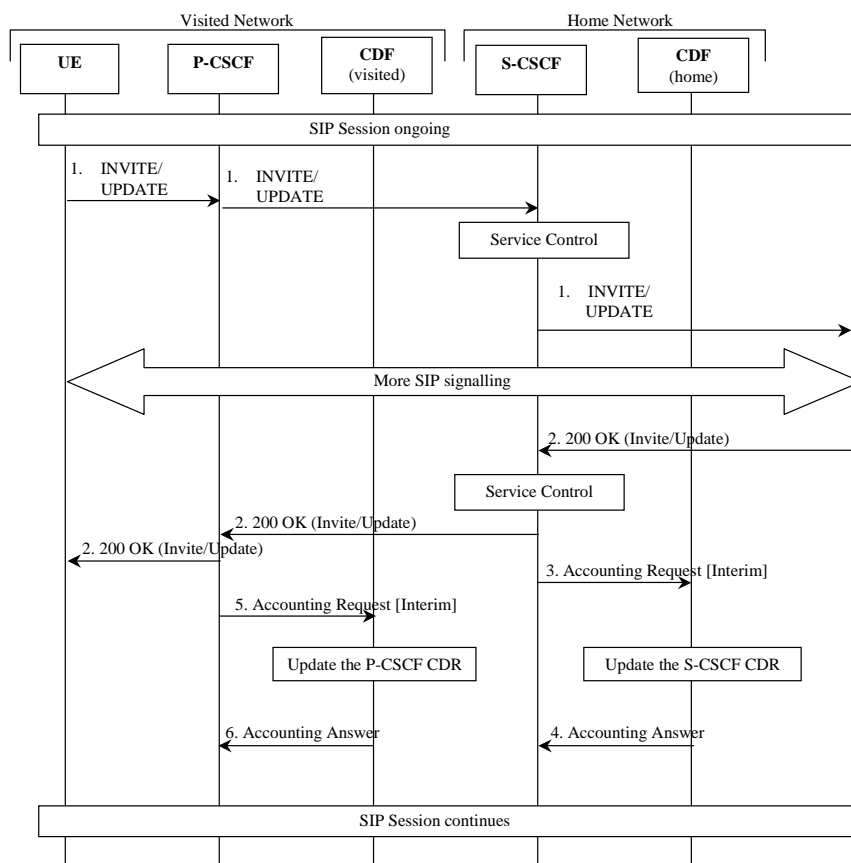 Visited Network
Home Network
UE
P-CSCF
CDF
(visited)
S-CSCF
CDF
(home)
SIP Session ongoing
1. INVITE/
UPDATE
1. INVITE/
UPDATE
Service Control
1. INVITE/
UPDATE
More SIP signalling
2. 200 OK (Invite/Update)
Service Control
2. 200 OK (Invite/Update)
2. 200 OK (Invite/Update)
3. Accounting Request [Interim]
5. Accounting Request [Interim]
Update the P-CSCF CDR
Update the S-CSCF CDR
6. Accounting Answer
4. Accounting Answer
SIP Session continues